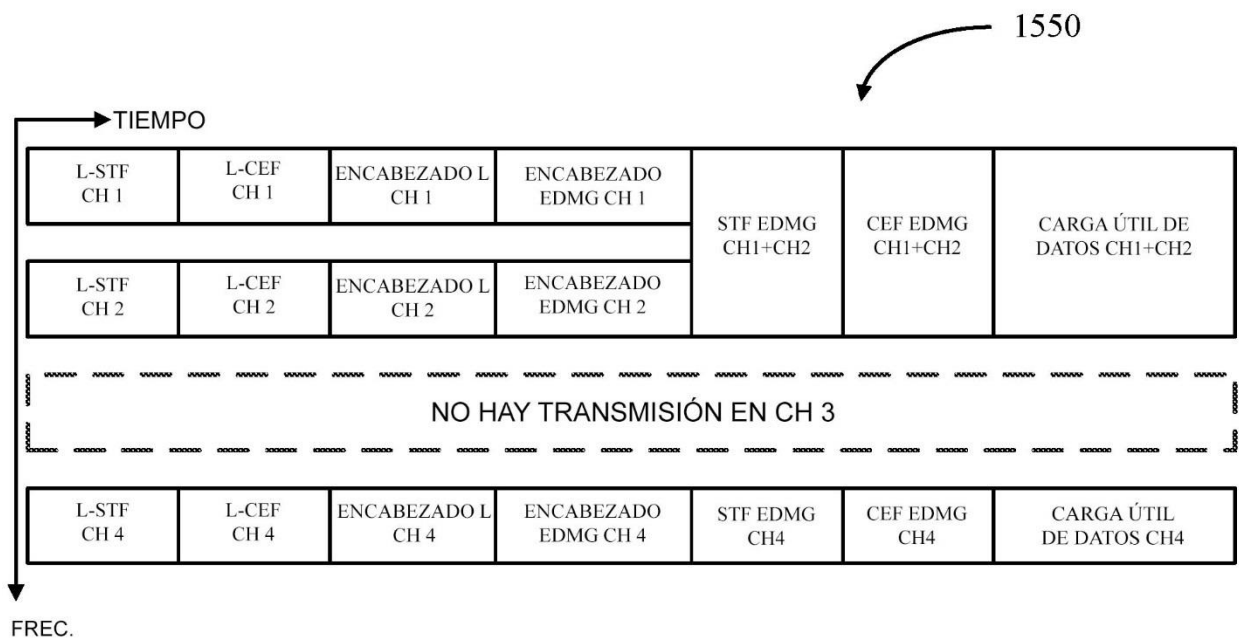 1550
TIEMPO
L-STF
CH 1
L-CEF
CH 1
ENCABEZADO L
CH 1
ENCABEZADO
EDMG CH 1
STF EDMG
CH1+CH2
CEF EDMG
CH1+CH2
CARGA ÚTIL DE
DATOS CH1+CH2
L-STF
CH 2
L-CEF
CH 2
ENCABEZADO L
CH 2
ENCABEZADO
EDMG CH 2
NO HAY TRANSMISIÓN EN CH 3
L-STF
CH 4
L-CEF
CH 4
ENCABEZADO L
CH 4
ENCABEZADO
EDMG CH 4
STF EDMG
CH4
CEF EDMG
CH4
CARGA ÚTIL
DE DATOS CH4
FREC.